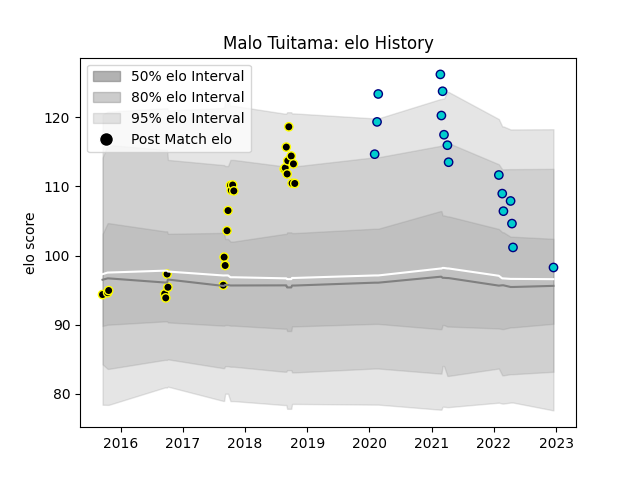 Malo Tuitama: elo History
50% elo Interval
80% elo Interval
95% elo Interval
Post Match elo
elo score
120
110
100
90
80
2016 2017 2018 2019 2020 2021 2022 2023